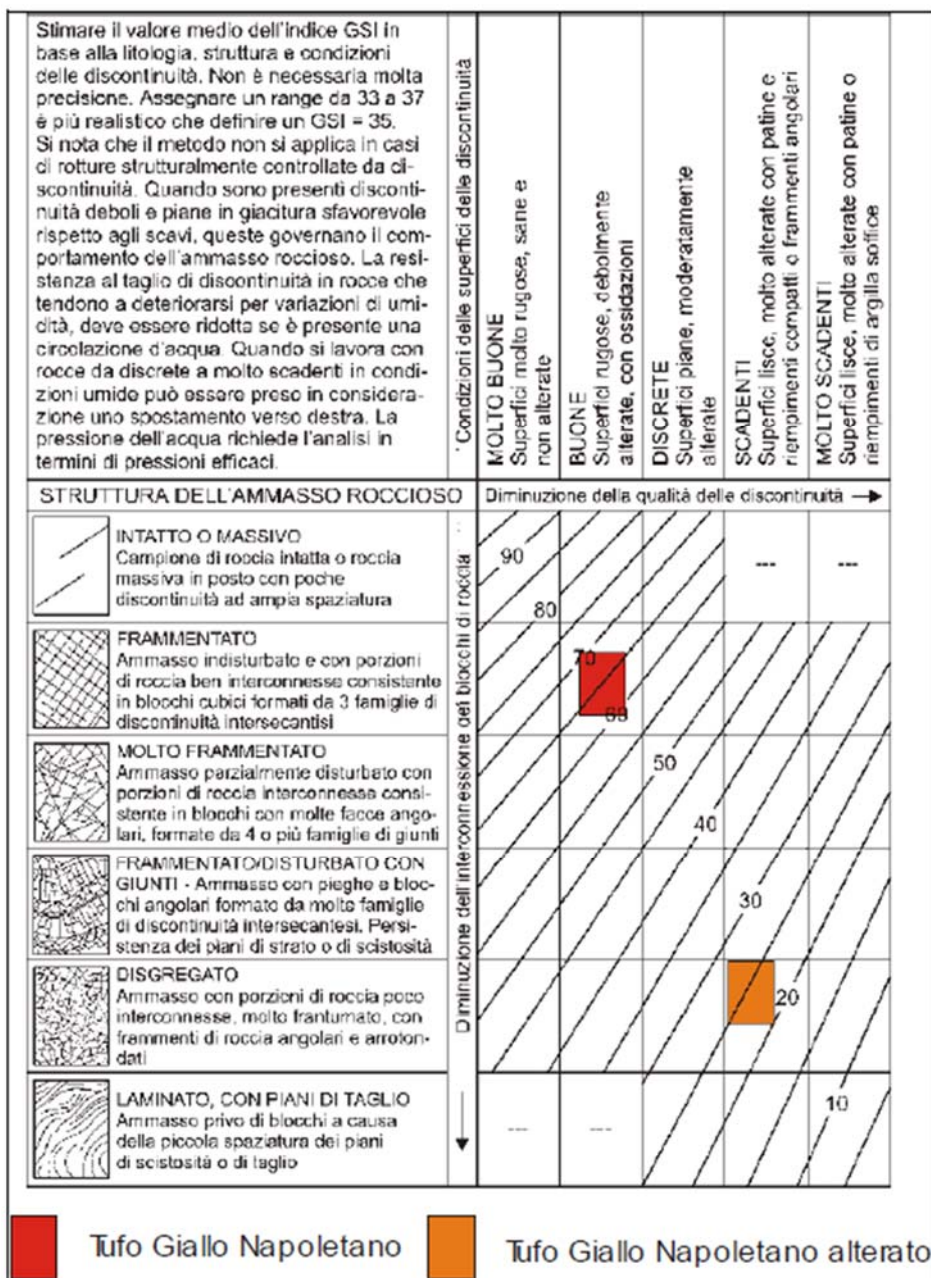 Stimare il valore medio dell'indice GSI in
base alla litologia, struttura e condizioni
delle discontinuità. Non è necessaria molta
precisione. Assegnare un range da 33 a 37
è più realistico che definire un GSI = 35.
Si nota che il metodo non si applica in casi
di rotture strutturalmente controllate da di-
scontinuità. Quando sono presenti disconti-
nuità deboli e piane in giacitura sfavorevole
rispetto agli scavi, queste governano il com-
portamento dell'ammasso roccioso. La resi-
stenza al taglio di discontinuità in rocce che
tendono a deteriorarsi per variazioni di umi-
dità, deve essere ridotta se è presente una
circolazione d'acqua. Quando si lavora con
rocce da discrete a molto scadenti in condi-
zioni umide può essere preso in considera-
zione uno spostamento verso destra. La
pressione dell'acqua richiede l'analisi in
termini di pressioni efficaci.
Condizioni delle superfici delle discontinuità
MOLTO BUONE
Superfici molto rugose, sane e
non alterate
BUONE
Superfici rugose, debolmente
alterate, con ossidazioni
DISCRETE
Superfici piane, moderatamente
alterate
SCADENTI
Superfici lisce, molto alterate con patine e
riempimenti compatti o frammenti angolari
MOLTO SCADENTI
Superfici lisce, molto alterate con patine o
riempimenti di argilla soffice
STRUTTURA DELL'AMMASSO ROCCIOSO
Diminuzione della qualità delle discontinuità
Diminuzione dell'interconnessione dei blocchi di roccia
INTATTO O MASSIVO
Campione di roccia intatta o roccia
massiva in posto con poche
discontinuità ad ampia spaziatura
90
80
--- ---
FRAMMENTATO
Ammasso indisturbato e con porzioni
di roccia ben interconnesse consistente
in blocchi cubici formati da 3 famiglie di
discontinuità intersecantisi
70
60
MOLTO FRAMMENTATO
Ammasso parzialmente disturbato con
porzioni di roccia interconnesse consi-
stente in blocchi con molte facce ango-
lari, formate da 4 o più famiglie di giunti
50
40
FRAMMENTATO/DISTURBATO CON
GIUNTI - Ammasso con pieghe e bloc-
chi angolari formato da molte famiglie
di discontinuità intersecantesi. Persi-
stenza dei piani di strato o di scistosità
30
DISGREGATO
Ammasso con porzioni di roccia poco
interconnesse, molto frantumato, con
frammenti di roccia angolari e arroton-
dati
20
LAMINATO, CON PIANI DI TAGLIO
Ammasso privo di blocchi a causa
della piccola spaziatura dei piani
di scistosità o di taglio
--- ---
10
Tufo Giallo Napoletano
Tufo Giallo Napoletano alterato